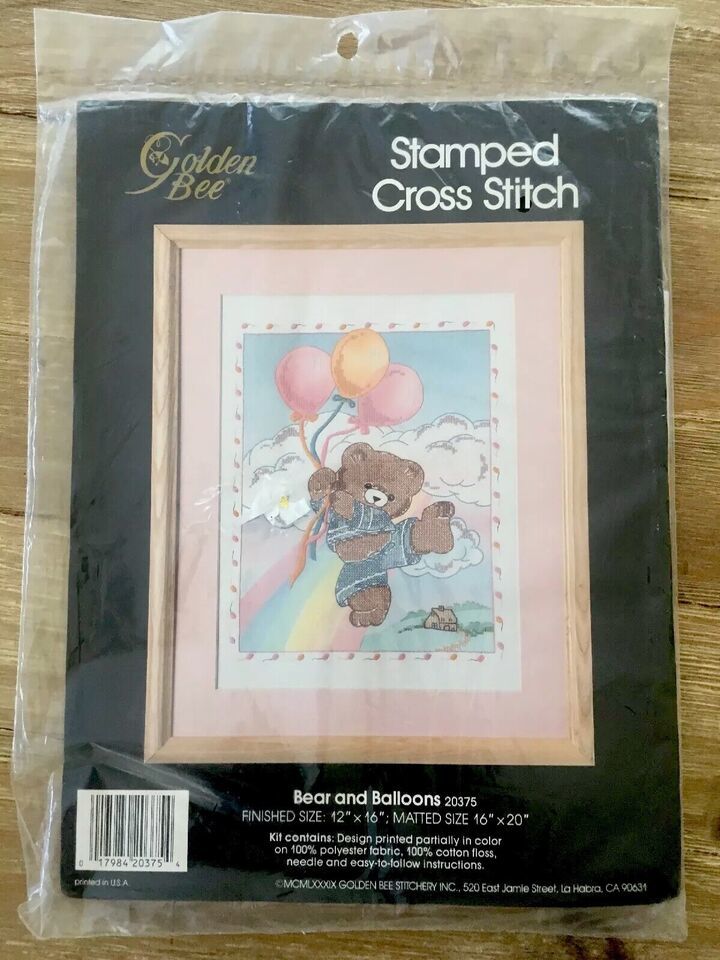 Golden
Bee®
Stamped
Cross Stitch
Bear and Balloons 20375
FINISHED SIZE: 12" × 16"; MATTED SIZE 16" × 20"
Kit contains: Design printed partially in color
on 100% polyester fabric, 100% cotton floss,
needle and easy-to-follow instructions.
0 17984 20375 4
printed in U.S.A.
©MCMLXXXIX GOLDEN BEE STITCHERY INC., 520 East Jamie Street, La Habra, CA 90631